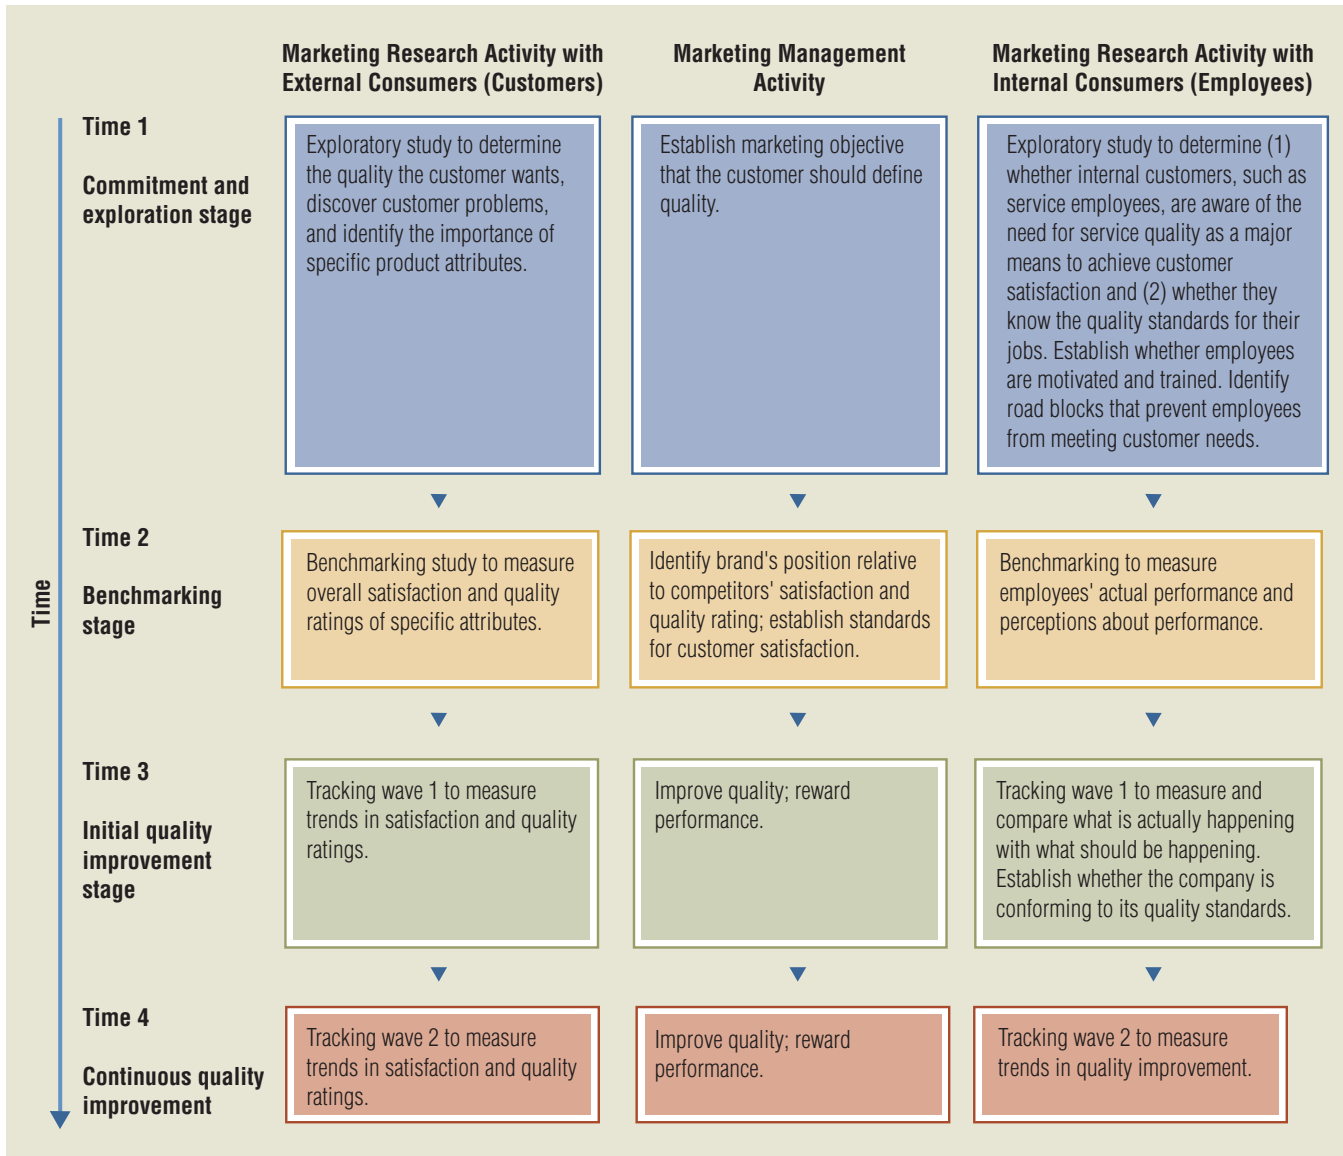 Marketing Research Activity with
External Consumers (Customers)
Marketing Management
Activity
Marketing Research Activity with
Internal Consumers (Employees)
Time
Time 1
Commitment and
exploration stage
Exploratory study to determine
the quality the customer wants,
discover customer problems,
and identify the importance of
specific product attributes.
Establish marketing objective
that the customer should define
quality.
Exploratory study to determine (1)
whether internal customers, such as
service employees, are aware of the
need for service quality as a major
means to achieve customer
satisfaction and (2) whether they
know the quality standards for their
jobs. Establish whether employees
are motivated and trained. Identify
road blocks that prevent employees
from meeting customer needs.
Time 2
Benchmarking
stage
Benchmarking study to measure
overall satisfaction and quality
ratings of specific attributes.
Identify brand's position relative
to competitors' satisfaction and
quality rating; establish standards
for customer satisfaction.
Benchmarking to measure
employees' actual performance and
perceptions about performance.
Time 3
Initial quality
improvement
stage
Tracking wave 1 to measure
trends in satisfaction and quality
ratings.
Improve quality; reward
performance.
Tracking wave 1 to measure and
compare what is actually happening
with what should be happening.
Establish whether the company is
conforming to its quality standards.
Time 4
Continuous quality
improvement
Tracking wave 2 to measure
trends in satisfaction and quality
ratings.
Improve quality; reward
performance.
Tracking wave 2 to measure
trends in quality improvement.